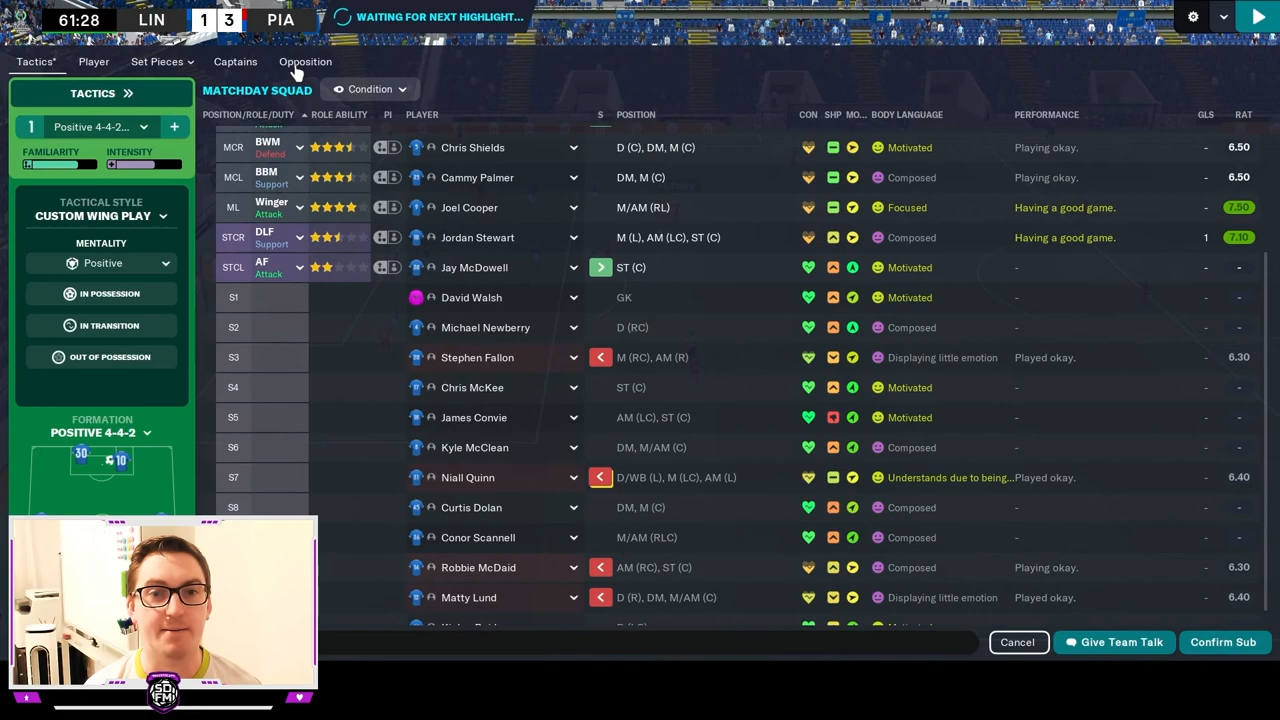 61:28 LIN 1 3 PIA WAITING FOR NEXT HIGHLIGHT...
Tactics* Player Set Pieces Captains Opposition
TACTICS
MATCHDAY SQUAD Condition
POSITION/ROLE/DUTY ROLE ABILITY PI PLAYER S POSITION CON SHP MO... BODY LANGUAGE PERFORMANCE GLS RAT
1 Positive 4-4-2...
FAMILIARITY INTENSITY
MCR BWM Defend Chris Shields D (C), DM, M (C) Motivated Playing okay. - 6.50
MCL BBM Support Cammy Palmer DM, M (C) Composed Playing okay. - 6.50
ML Winger Attack Joel Cooper M/AM (RL) Focused Having a good game. - 7.50
STCR DLF Support Jordan Stewart M (L), AM (LC), ST (C) Composed Having a good game. 1 7.10
STCL AF Attack Jay McDowell ST (C) Motivated - - -
S1 David Walsh GK Motivated - - -
S2 Michael Newberry D (RC) Composed - - -
S3 Stephen Fallon M (RC), AM (R) Displaying little emotion Played okay. - 6.30
S4 Chris McKee ST (C) Motivated - - -
S5 James Convie AM (LC), ST (C) Motivated - - -
S6 Kyle McClean DM, M/AM (C) Composed - - -
S7 Niall Quinn D/WB (L), M (LC), AM (L) Understands due to being... Played okay. - 6.40
S8 Curtis Dolan DM, M (C) Composed - - -
Conor Scannell M/AM (RLC) Composed - - -
Robbie McDaid AM (RC), ST (C) Composed Playing okay. - 6.30
Matty Lund D (R), DM, M/AM (C) Displaying little emotion Played okay. - 6.40
TACTICAL STYLE
CUSTOM WING PLAY
MENTALITY
Positive
IN POSSESSION
IN TRANSITION
OUT OF POSSESSION
FORMATION
POSITIVE 4-4-2
30 10
Cancel Give Team Talk Confirm Sub
SD
FM